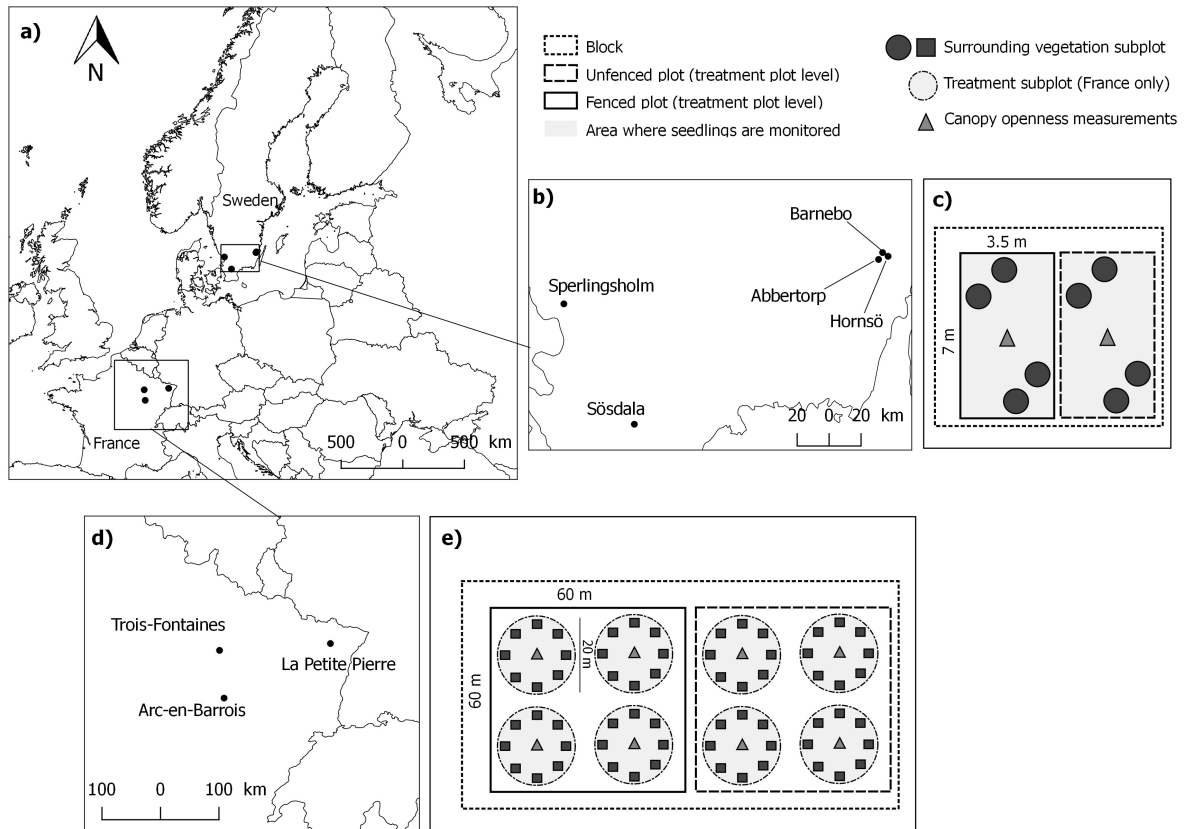 a)
N
Sweden
France
500 0 500 km
Block
Unfenced plot (treatment plot level)
Fenced plot (treatment plot level)
Area where seedlings are monitored
Surrounding vegetation subplot
Treatment subplot (France only)
Canopy openness measurements
b)
Barnebo
Sperlingsholm
Abbertorp
Hornsö
Sösdala
20 0 20 km
c)
3.5 m
7 m
d)
Trois-Fontaines
La Petite Pierre
Arc-en-Barrois
100 0 100 km
e)
60 m
20 m
60 m